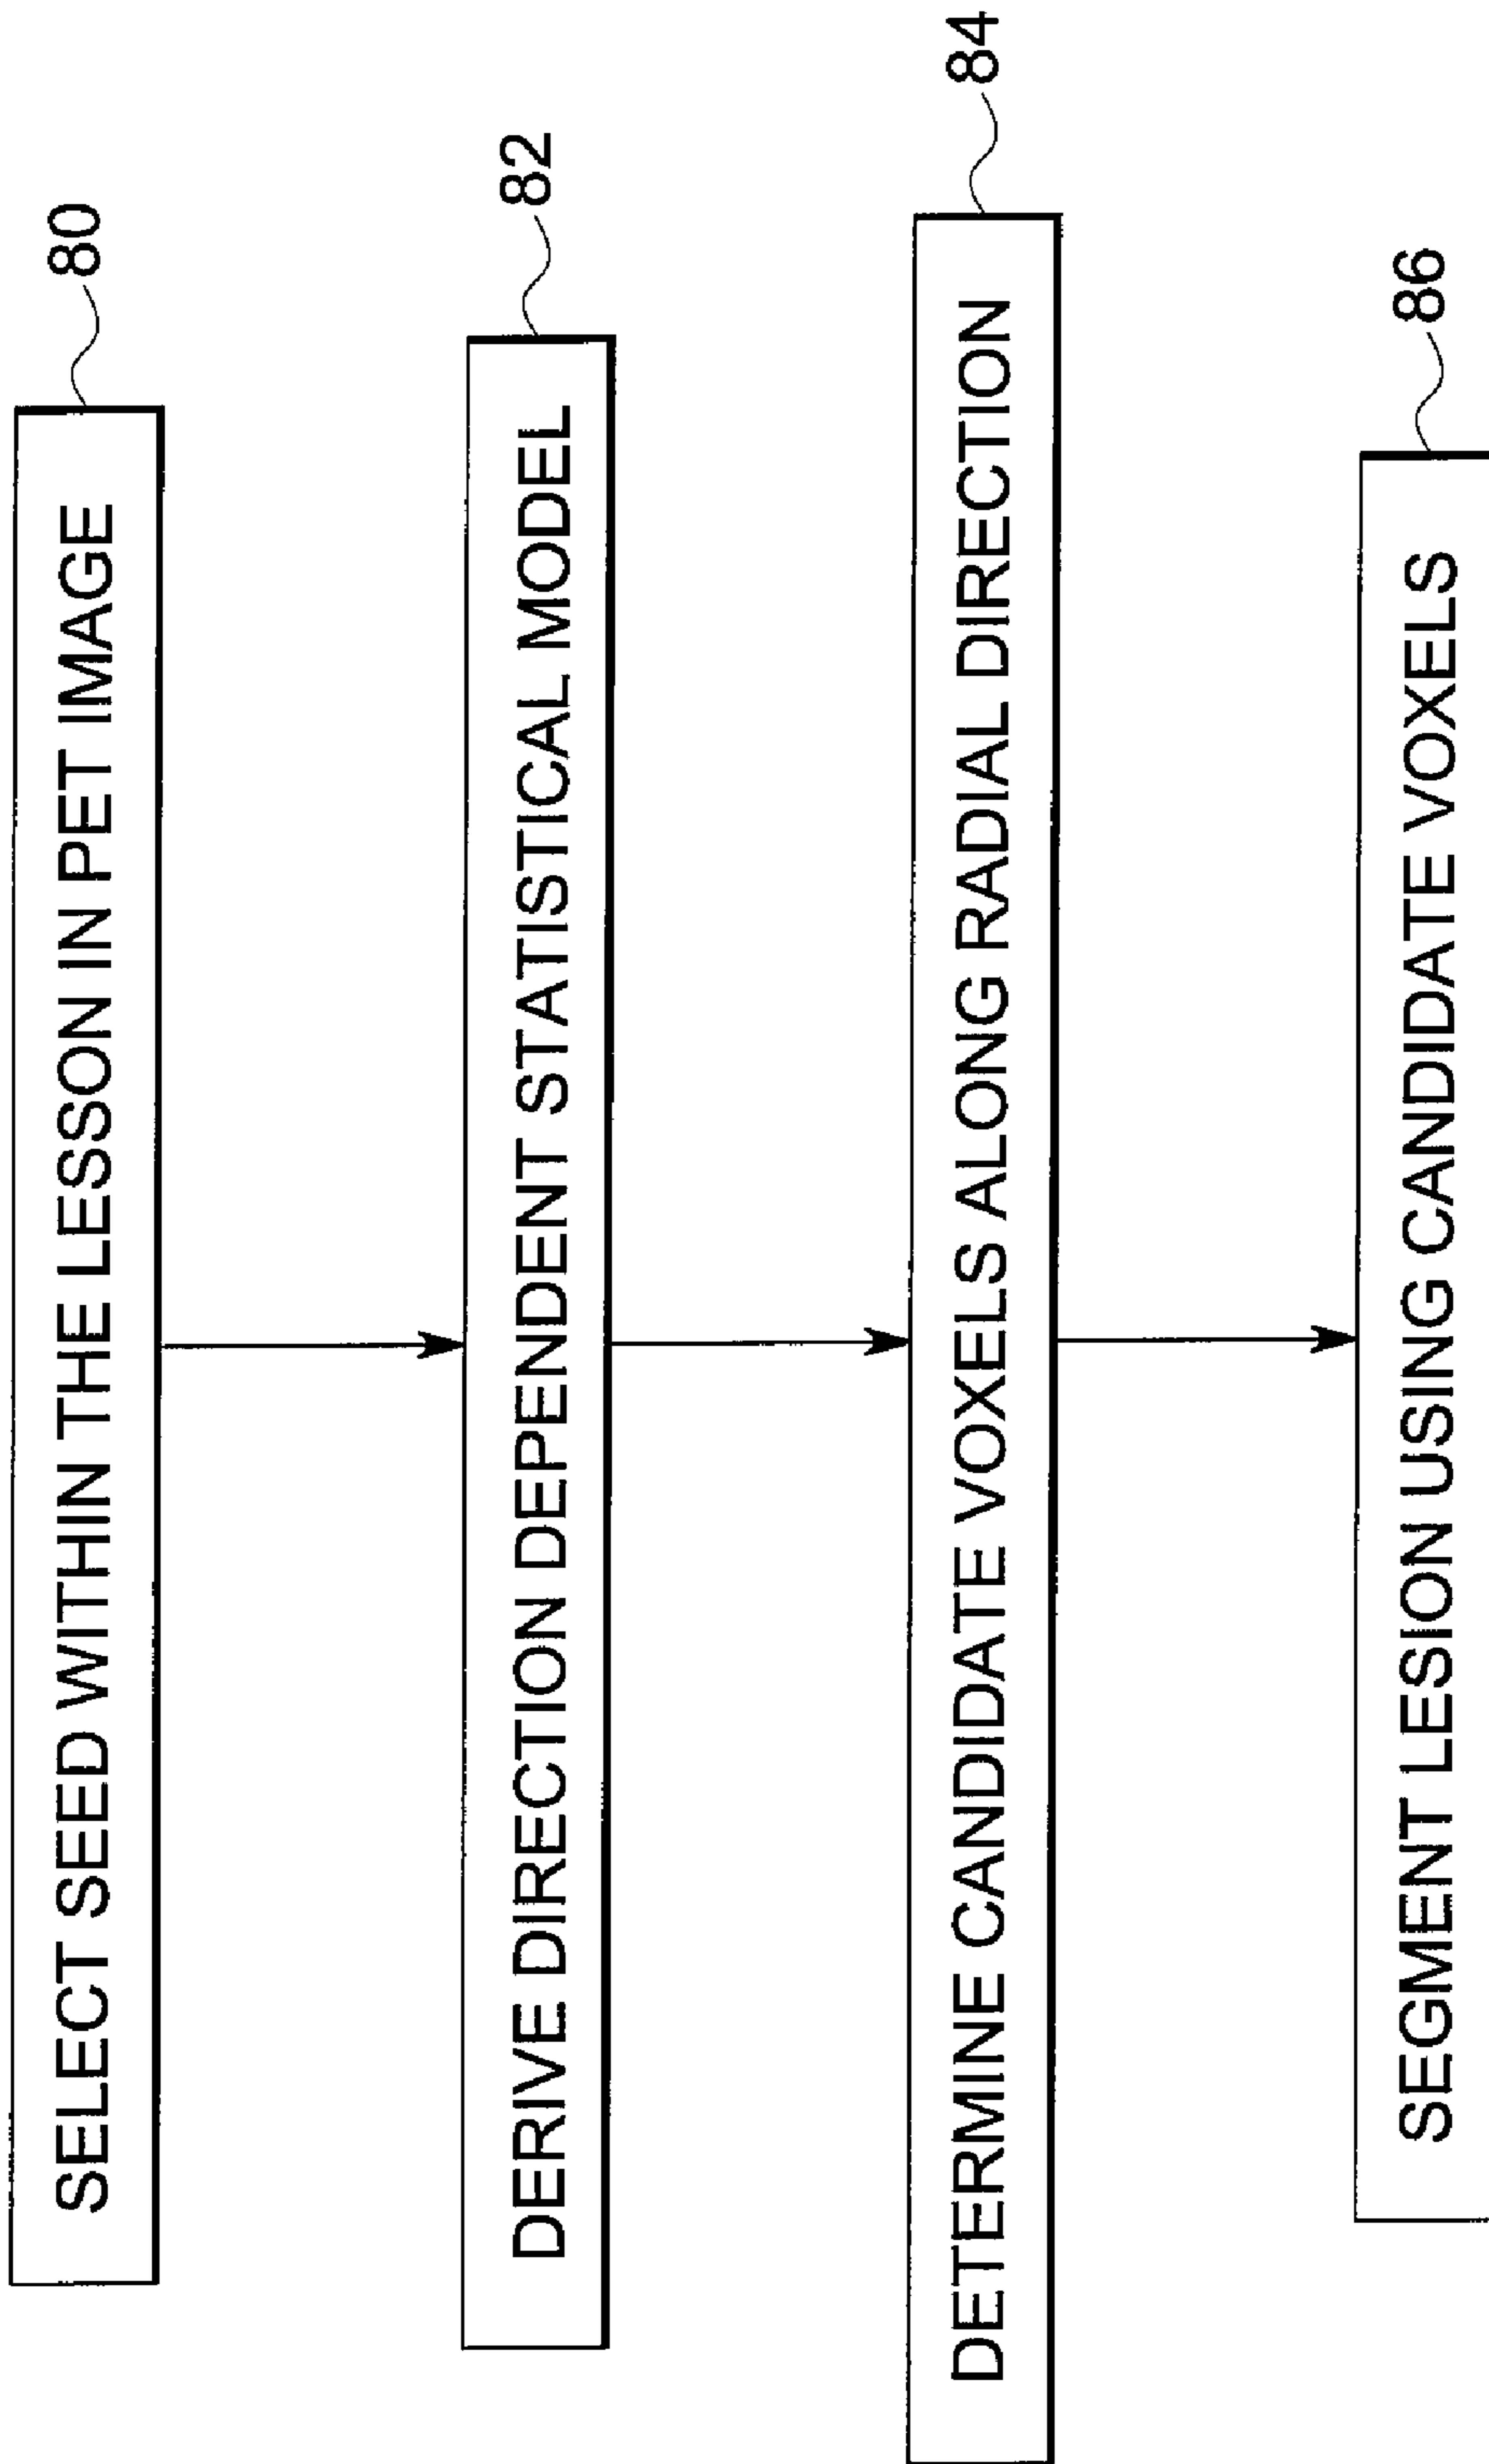 SELECT SEED WITHIN THE LESSON IN PET IMAGE
80
DERIVE DIRECTION DEPENDENT STATISTICAL MODEL
82
DETERMINE CANDIDATE VOXELS ALONG RADIAL DIRECTION
84
SEGMENT LESION USING CANDIDATE VOXELS
86